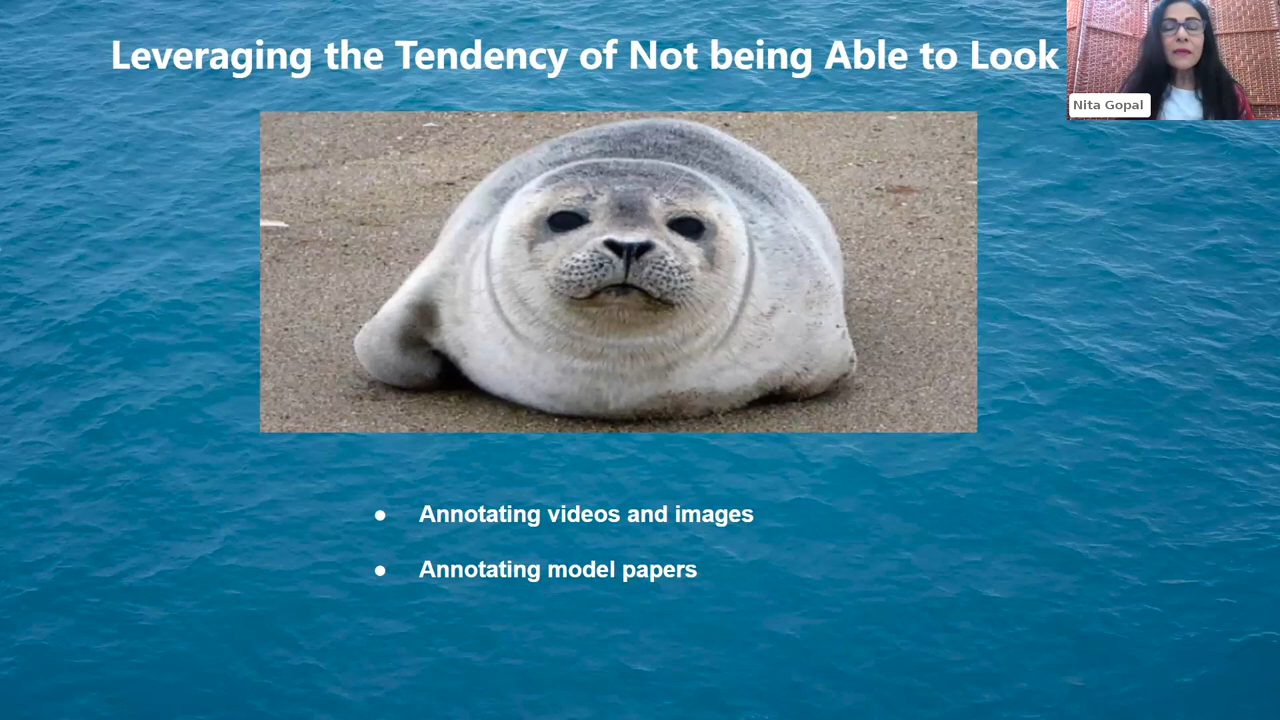 Leveraging the Tendency of Not being Able to Look
Nita Gopal
● Annotating videos and images
● Annotating model papers